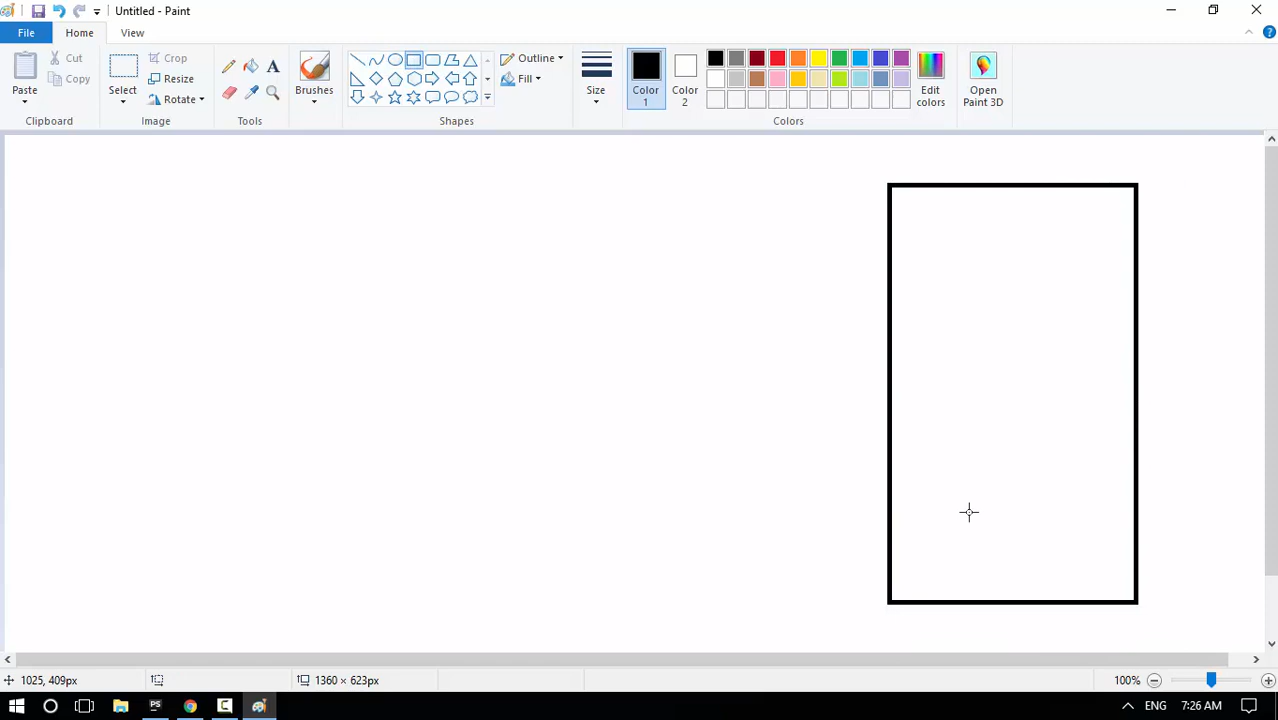 Untitled - Paint
File Home View
Paste
Cut
Copy
Clipboard
Select
Crop
Resize
Rotate
Image
A
Tools
Brushes
Outline
Fill
Shapes
Size
Color 1
Color 2
Edit colors
Colors
Open Paint 3D
1025, 409px
1360 × 623px
100%
PS
C
ENG 7:26 AM